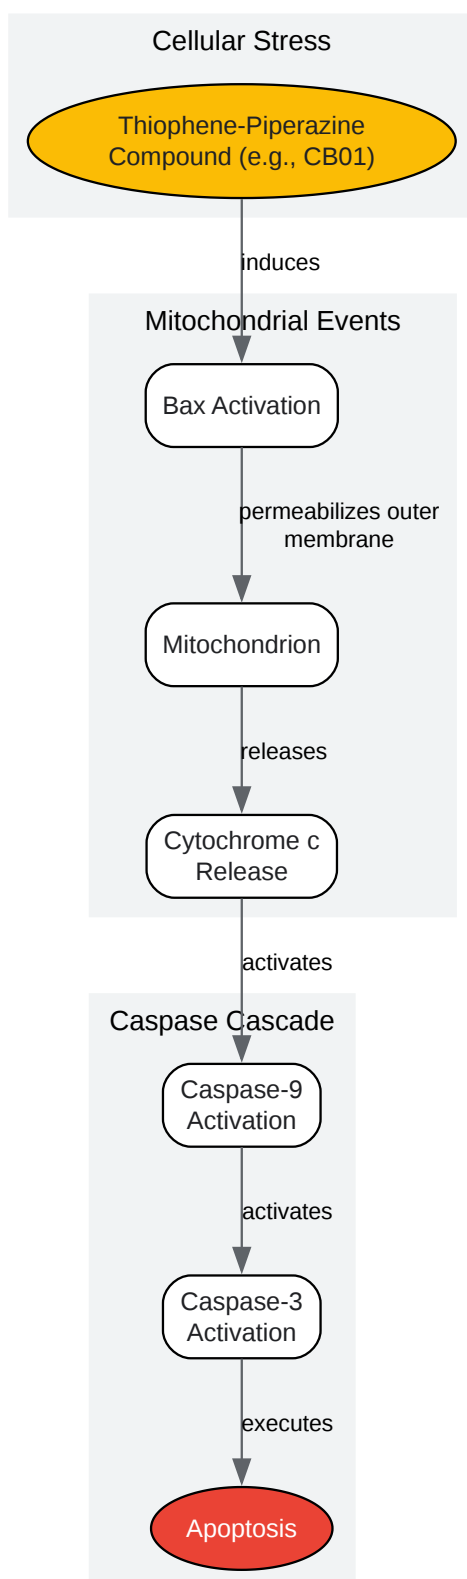 Cellular Stress
Thiophene-Piperazine
Compound (e.g., CB01)
induces
Mitochondrial Events
Bax Activation
permeabilizes outer
membrane
Mitochondrion
releases
Cytochrome c
Release
activates
Caspase Cascade
Caspase-9
Activation
activates
Caspase-3
Activation
executes
Apoptosis